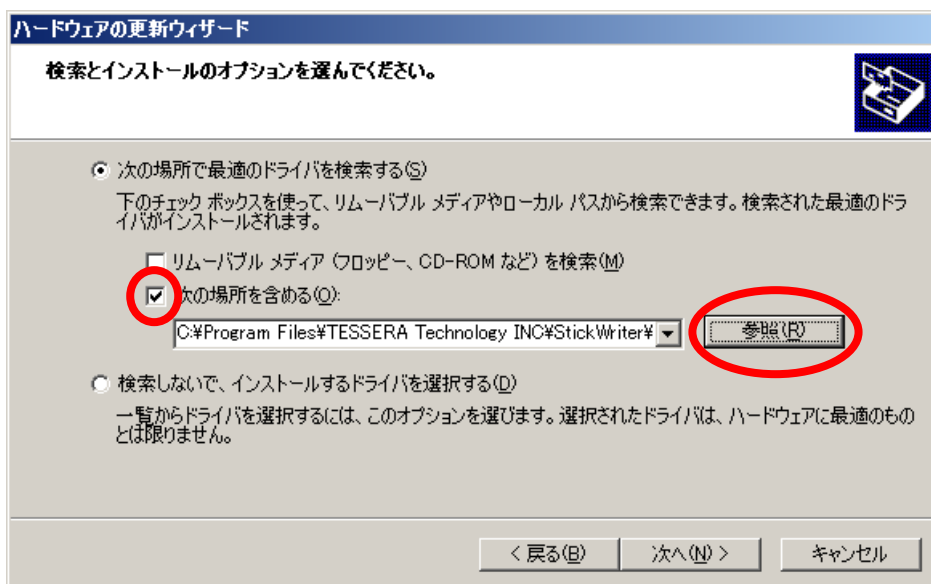 ハードウェアの更新ウィザード
検索とインストールのオプションを選んでください。
次の場所で最適のドライバを検索する(S)
下のチェック ボックスを使って、リムーバブル メディアやローカル パスから検索できます。検索された最適のドラ
イバがインストールされます。
リムーバブル メディア (フロッピー、CD-ROM など) を検索(M)
次の場所を含める(O):
C:¥Program Files¥TESSERA Technology INC¥StickWriter¥
参照(R)
検索しないで、インストールするドライバを選択する(D)
一覧からドライバを選択するには、このオプションを選びます。選択されたドライバは、ハードウェアに最適のもの
とは限りません。
< 戻る(B)
次へ(N) >
キャンセル